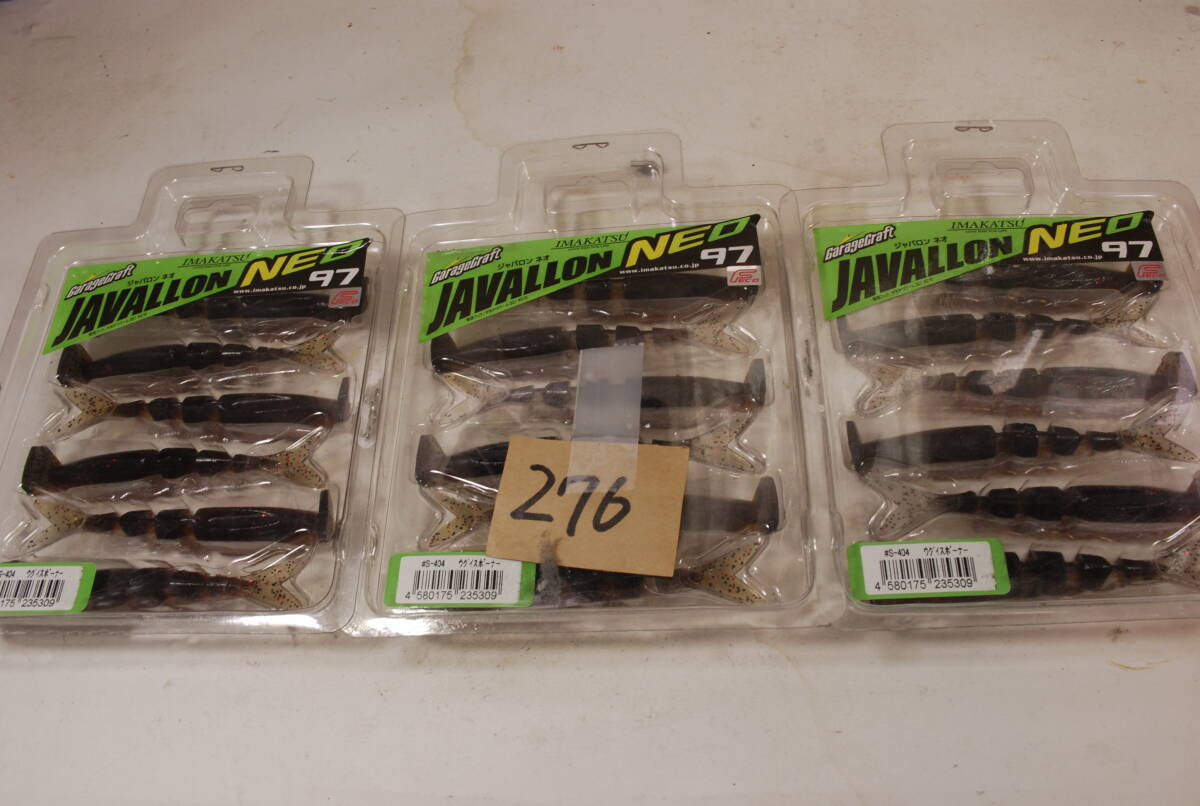 GarageCraft
IMAKATSU
ジャバロン ネオ
JAVALLON NEO
97
www.imakatsu.co.jp
Feco
S-404 ウグイスボーナー
175 235309
GarageCraft
IMAKATSU
ジャバロン ネオ
JAVALLON NEO
97
www.imakatsu.co.jp
Feco
276
#S-404 ウグイスボーナー
4 580175 235309
GarageCraft
IMAKATSU
ジャバロン ネオ
JAVALLON NEO
97
www.imakatsu.co.jp
Feco
#S-404 ウグイスボーナー
4 580175 235309